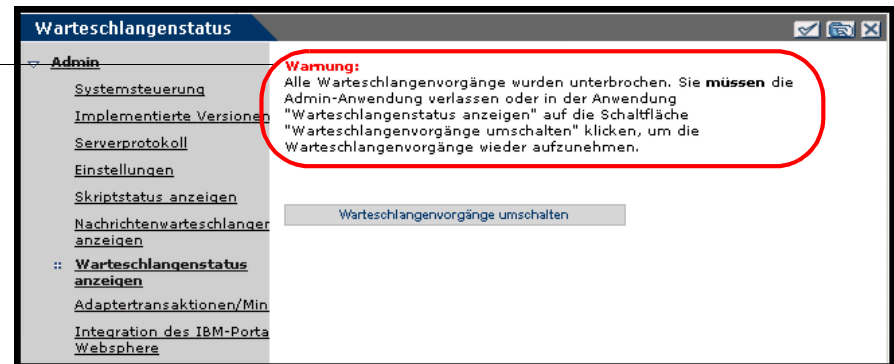 Warteschlangenstatus
Admin
Systemsteuerung
Implementierte Versionen
Serverprotokoll
Einstellungen
Skriptstatus anzeigen
Nachrichtenwarteschlangen
anzeigen
Warteschlangenstatus
anzeigen
Adaptertransaktionen/Min
Integration des IBM-Porta
Websphere
Warnung:
Alle Warteschlangenvorgänge wurden unterbrochen. Sie müssen die
Admin-Anwendung verlassen oder in der Anwendung
"Warteschlangenstatus anzeigen" auf die Schaltfläche
"Warteschlangenvorgänge umschalten" klicken, um die
Warteschlangenvorgänge wieder aufzunehmen.
Warteschlangenvorgänge umschalten